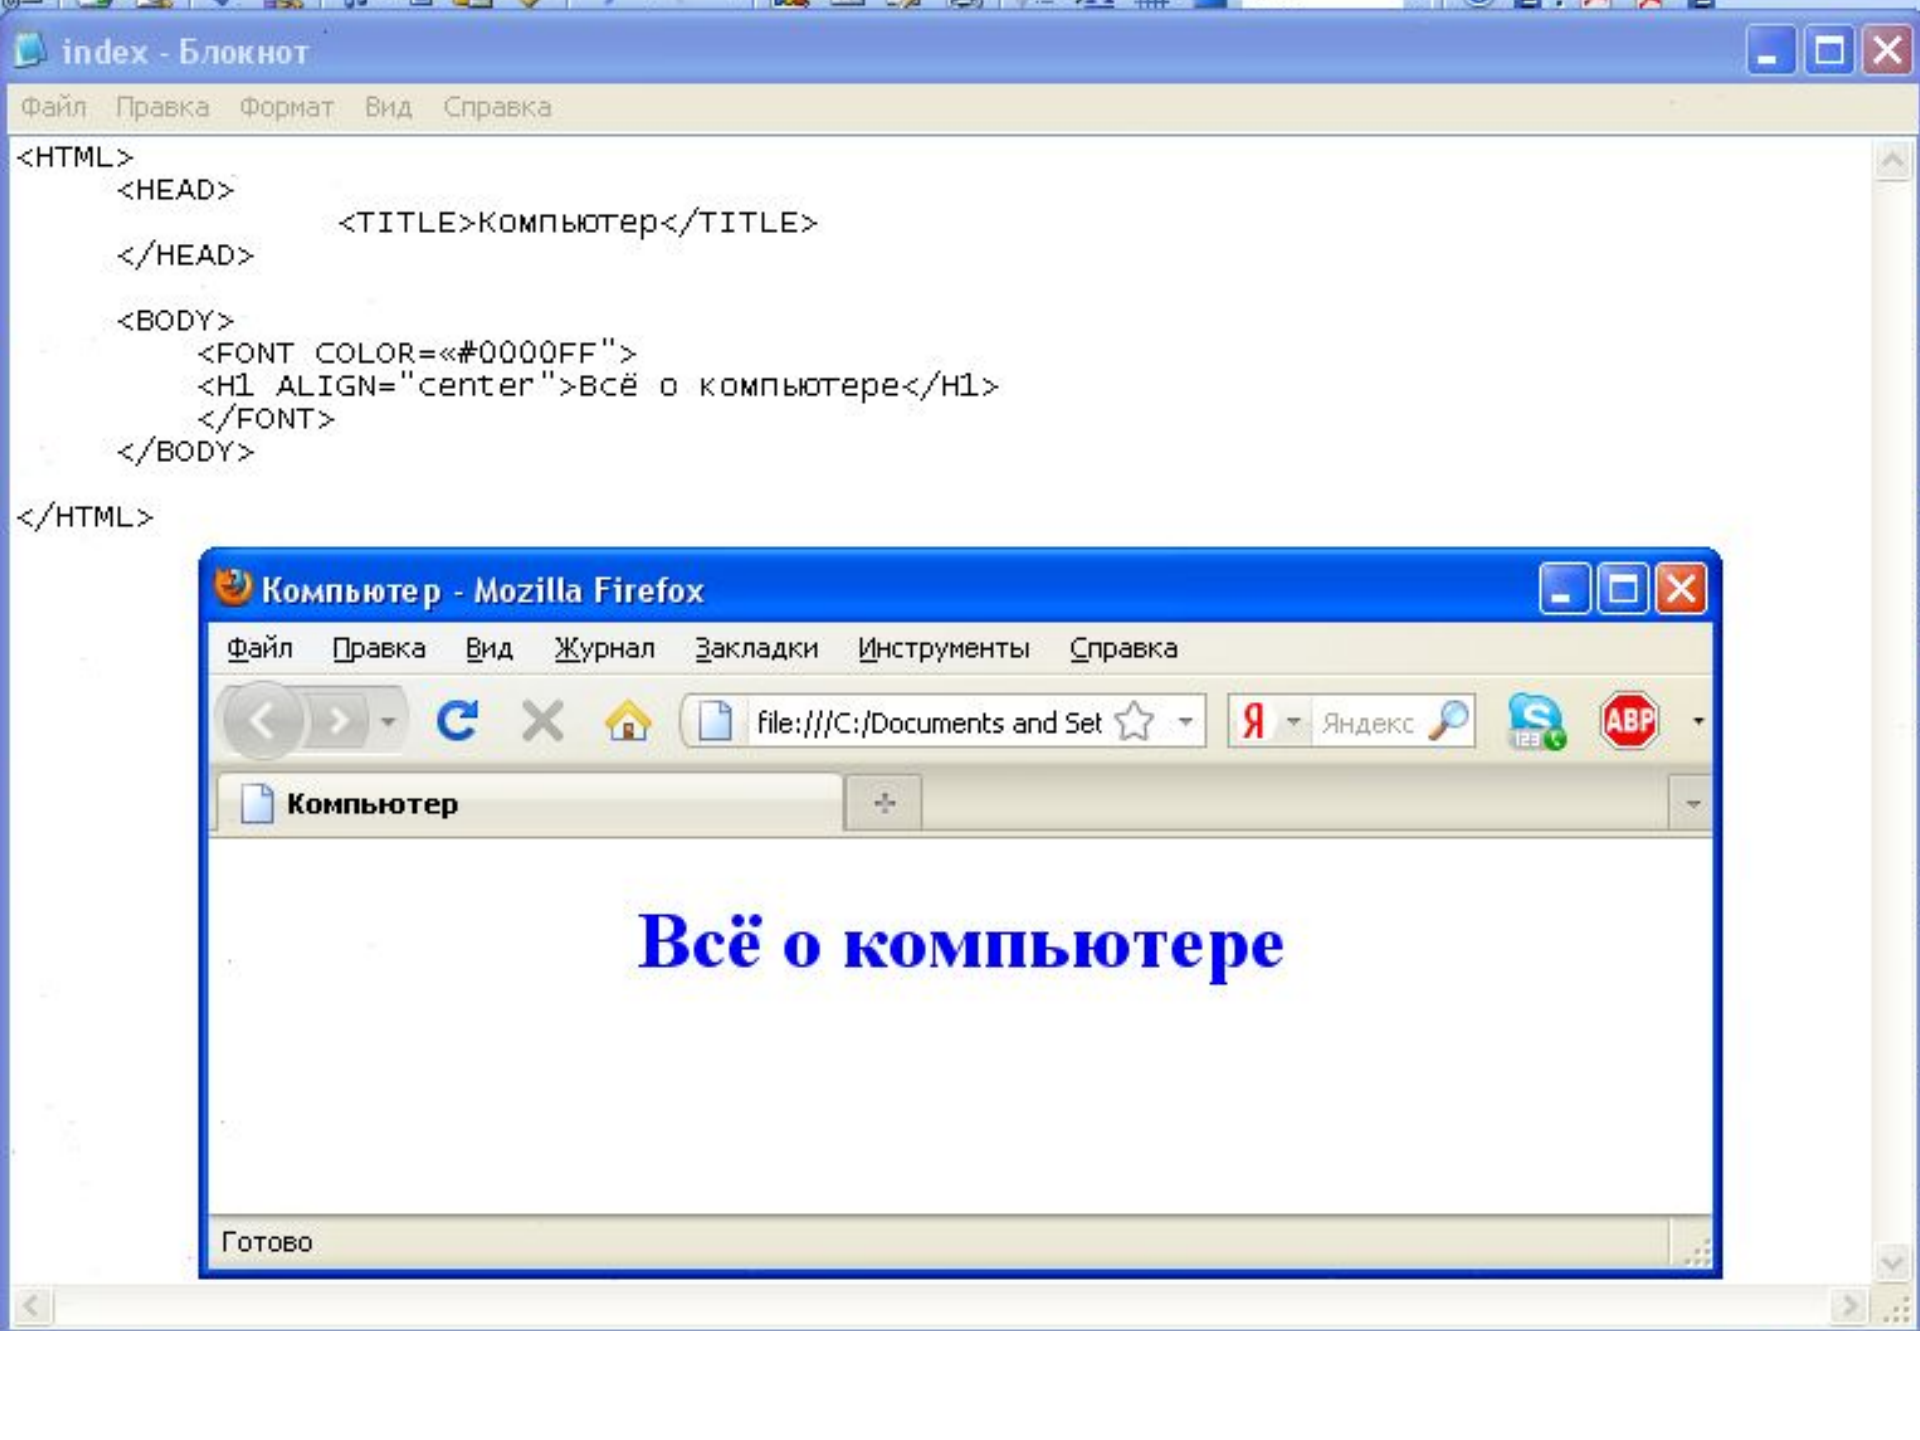 index - Блокнот
Файл Правка Формат Вид Справка
<HTML>
<HEAD>
<TITLE>Компьютер</TITLE>
</HEAD>
<BODY>
<FONT COLOR=«#0000FF">
<H1 ALIGN="center">Всё о компьютере</H1>
</FONT>
</BODY>
</HTML>
Компьютер - Mozilla Firefox
Файл Правка Вид Журнал Закладки Инструменты Справка
file:///C:/Documents and Set Я Яндекс S 123 ABP
Компьютер
Всё о компьютере
Готово